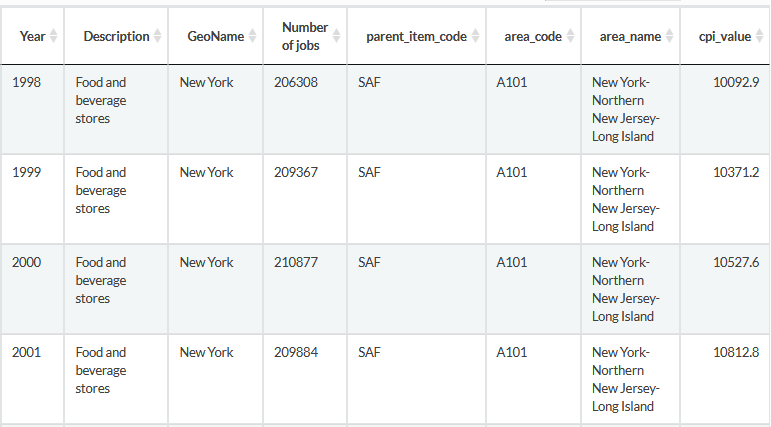 Year Description GeoName Number of jobs parent_item_code area_code area_name cpi_value
1998 Food and beverage stores New York 206308 SAF A101 New York-Northern New Jersey-Long Island 10092.9
1999 Food and beverage stores New York 209367 SAF A101 New York-Northern New Jersey-Long Island 10371.2
2000 Food and beverage stores New York 210877 SAF A101 New York-Northern New Jersey-Long Island 10527.6
2001 Food and beverage stores New York 209884 SAF A101 New York-Northern New Jersey-Long Island 10812.8